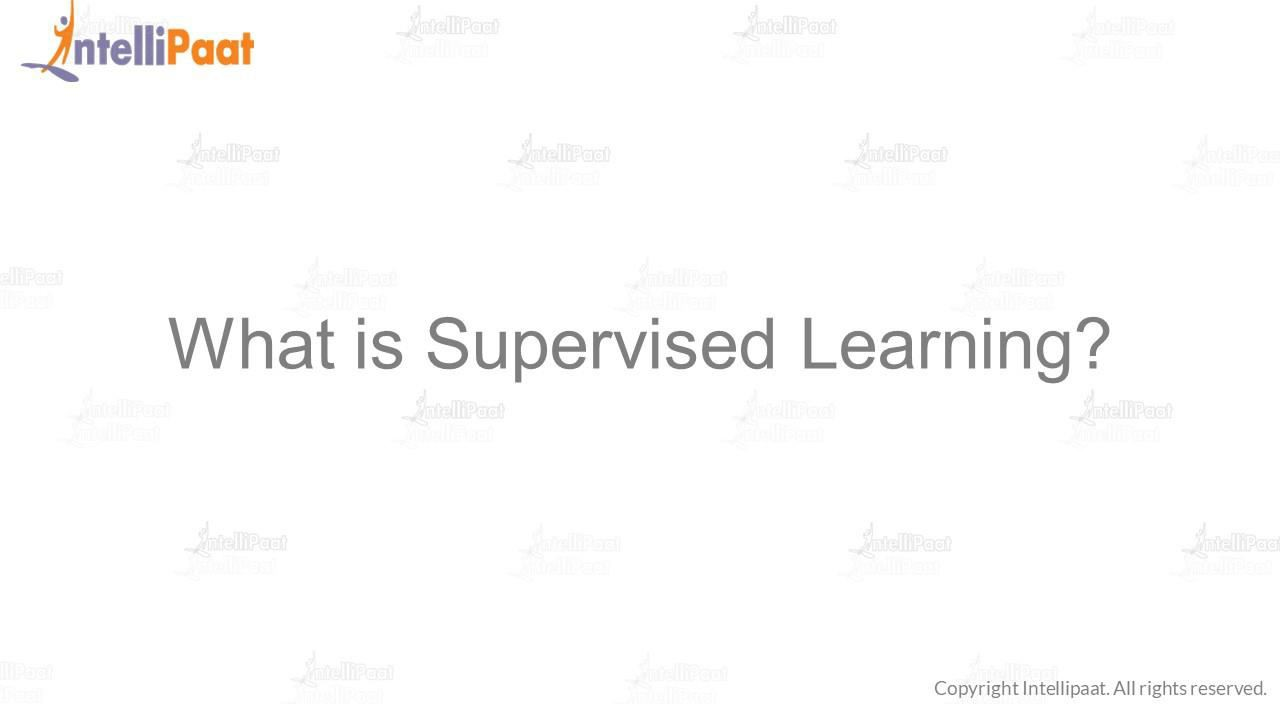 IntelliPaat
What is Supervised Learning?
Copyright Intellipaat. All rights reserved.